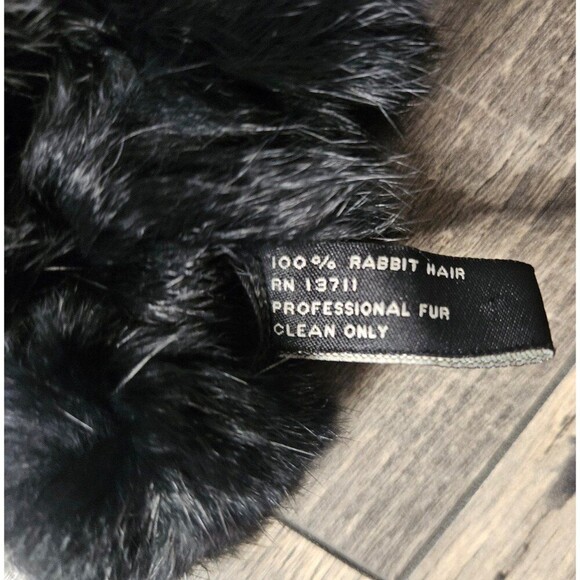 100% RABBIT HAIR
RN 13711
PROFESSIONAL FUR
CLEAN ONLY